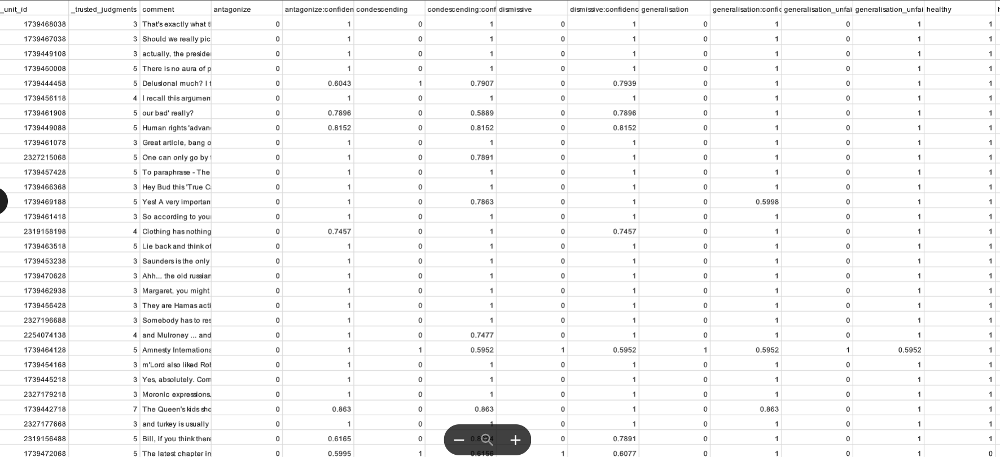 _unit_id _trusted_judgments comment antagonize antagonize:confiden condescending condescending:conf dismissive dismissive:confidenc generalisation generalisation:confic generalisation_unfai generalisation_unfai healthy
1739468038 3 That's exactly what tl 0 1 0 1 0 1 0 1 0 1 1
1739467038 3 Should we really pic 0 1 0 1 0 1 0 1 0 1 1
1739449108 3 actually, the preside 0 1 0 1 0 1 0 1 0 1 1
1739450008 5 There is no aura of p 0 1 0 1 0 1 0 1 0 1 1
1739444458 5 Delusional much? I t 0 0.6043 1 0.7907 0 0.7939 0 1 0 1 1
1739456118 4 I recall this argumen 0 1 0 1 0 1 0 1 0 1 1
1739461908 5 our bad' really? 0 0.7896 0 0.5889 0 0.7896 0 1 0 1 1
1739449088 5 Human rights 'advan 0 0.8152 0 0.8152 0 0.8152 0 1 0 1 1
1739461078 3 Great article, bang o 0 1 0 1 0 1 0 1 0 1 1
2327215068 5 One can only go by 0 1 0 0.7891 0 1 0 1 0 1 1
1739457428 5 To paraphrase - The 0 1 0 1 0 1 0 1 0 1 1
1739466368 3 Hey Bud this 'True C 0 1 0 1 0 1 0 1 0 1 1
1739469188 5 Yes! A very importan 0 1 0 0.7863 0 1 0 0.5998 0 1 1
1739461418 3 So according to you 0 1 0 1 0 1 0 1 0 1 1
2319158198 4 Clothing has nothing 0 0.7457 0 1 0 0.7457 0 1 0 1 1
1739463518 5 Lie back and think of 0 1 0 1 0 1 0 1 0 1 1
1739453238 3 Saunders is the only 0 1 0 1 0 1 0 1 0 1 1
1739470628 3 Ahh... the old russian 0 1 0 1 0 1 0 1 0 1 1
1739462938 3 Margaret, you might 0 1 0 1 0 1 0 1 0 1 1
1739456428 3 They are Hamas acti 0 1 0 1 0 1 0 1 0 1 1
2327196688 3 Somebody has to res 0 1 0 1 0 1 0 1 0 1 1
2254074138 4 and Mulroney ... and 0 1 0 0.7477 0 1 0 1 0 1 1
1739464128 5 Amnesty Internationa 0 1 1 0.5952 1 0.5952 1 0.5952 1 0.5952 1
1739454168 3 m'Lord also liked Rol 0 1 0 1 0 1 0 1 0 1 1
1739445218 3 Yes, absolutely. Com 0 1 0 1 0 1 0 1 0 1 1
2327179218 3 Moronic expressions. 0 1 0 1 0 1 0 1 0 1 1
1739442718 7 The Queen's kids sho 0 0.863 0 0.863 0 1 0 0.863 0 1 1
2327177668 3 and turkey is usually 0 1 0 1 0 1 0 1 0 1 1
2319156488 5 Bill, if you think there 0 0.6165 0 0 0.7891 0 1 0 1 1
1739472068 5 The latest chapter in 0 0.5995 1 0.6156 1 0.6077 0 1 0 1 0